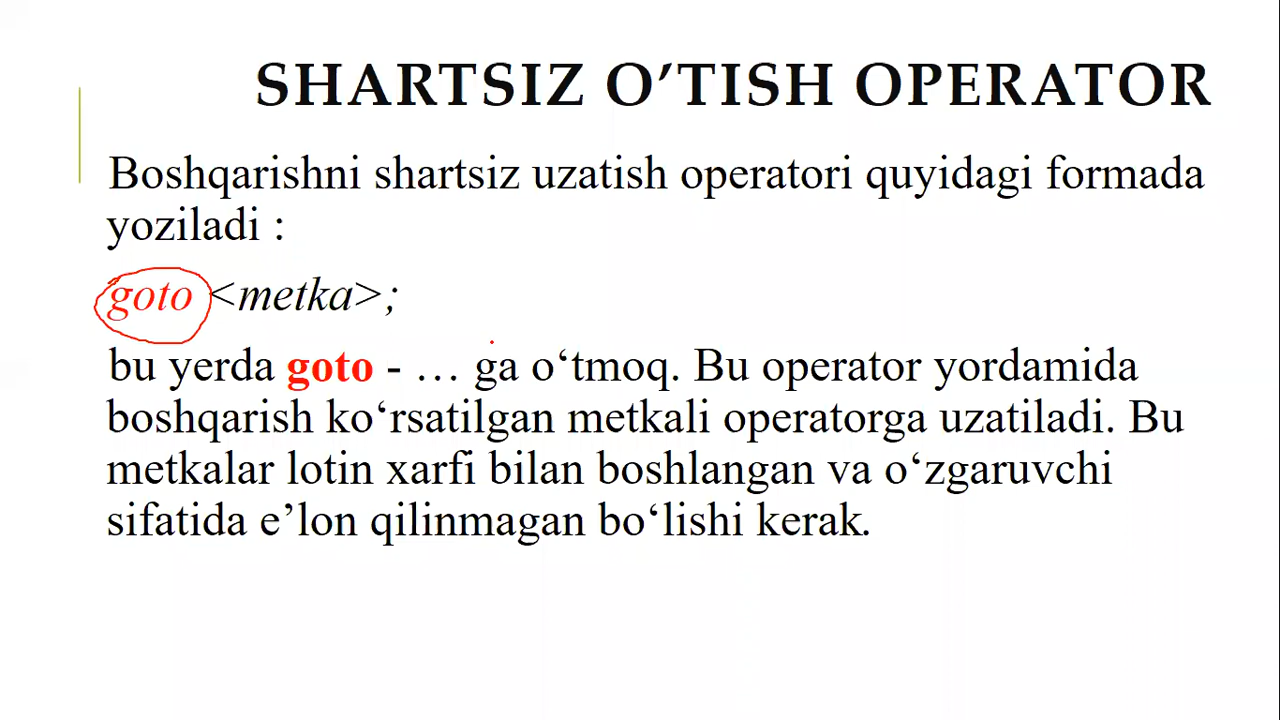 SHARTSIZ O’TISH OPERATOR
Boshqarishni shartsiz uzatish operatori quyidagi formada
yoziladi :
goto <metka>;
bu yerda goto - … ga o‘tmoq. Bu operator yordamida
boshqarish ko‘rsatilgan metkali operatorga uzatiladi. Bu
metkalar lotin xarfi bilan boshlangan va o‘zgaruvchi
sifatida e’lon qilinmagan bo‘lishi kerak.